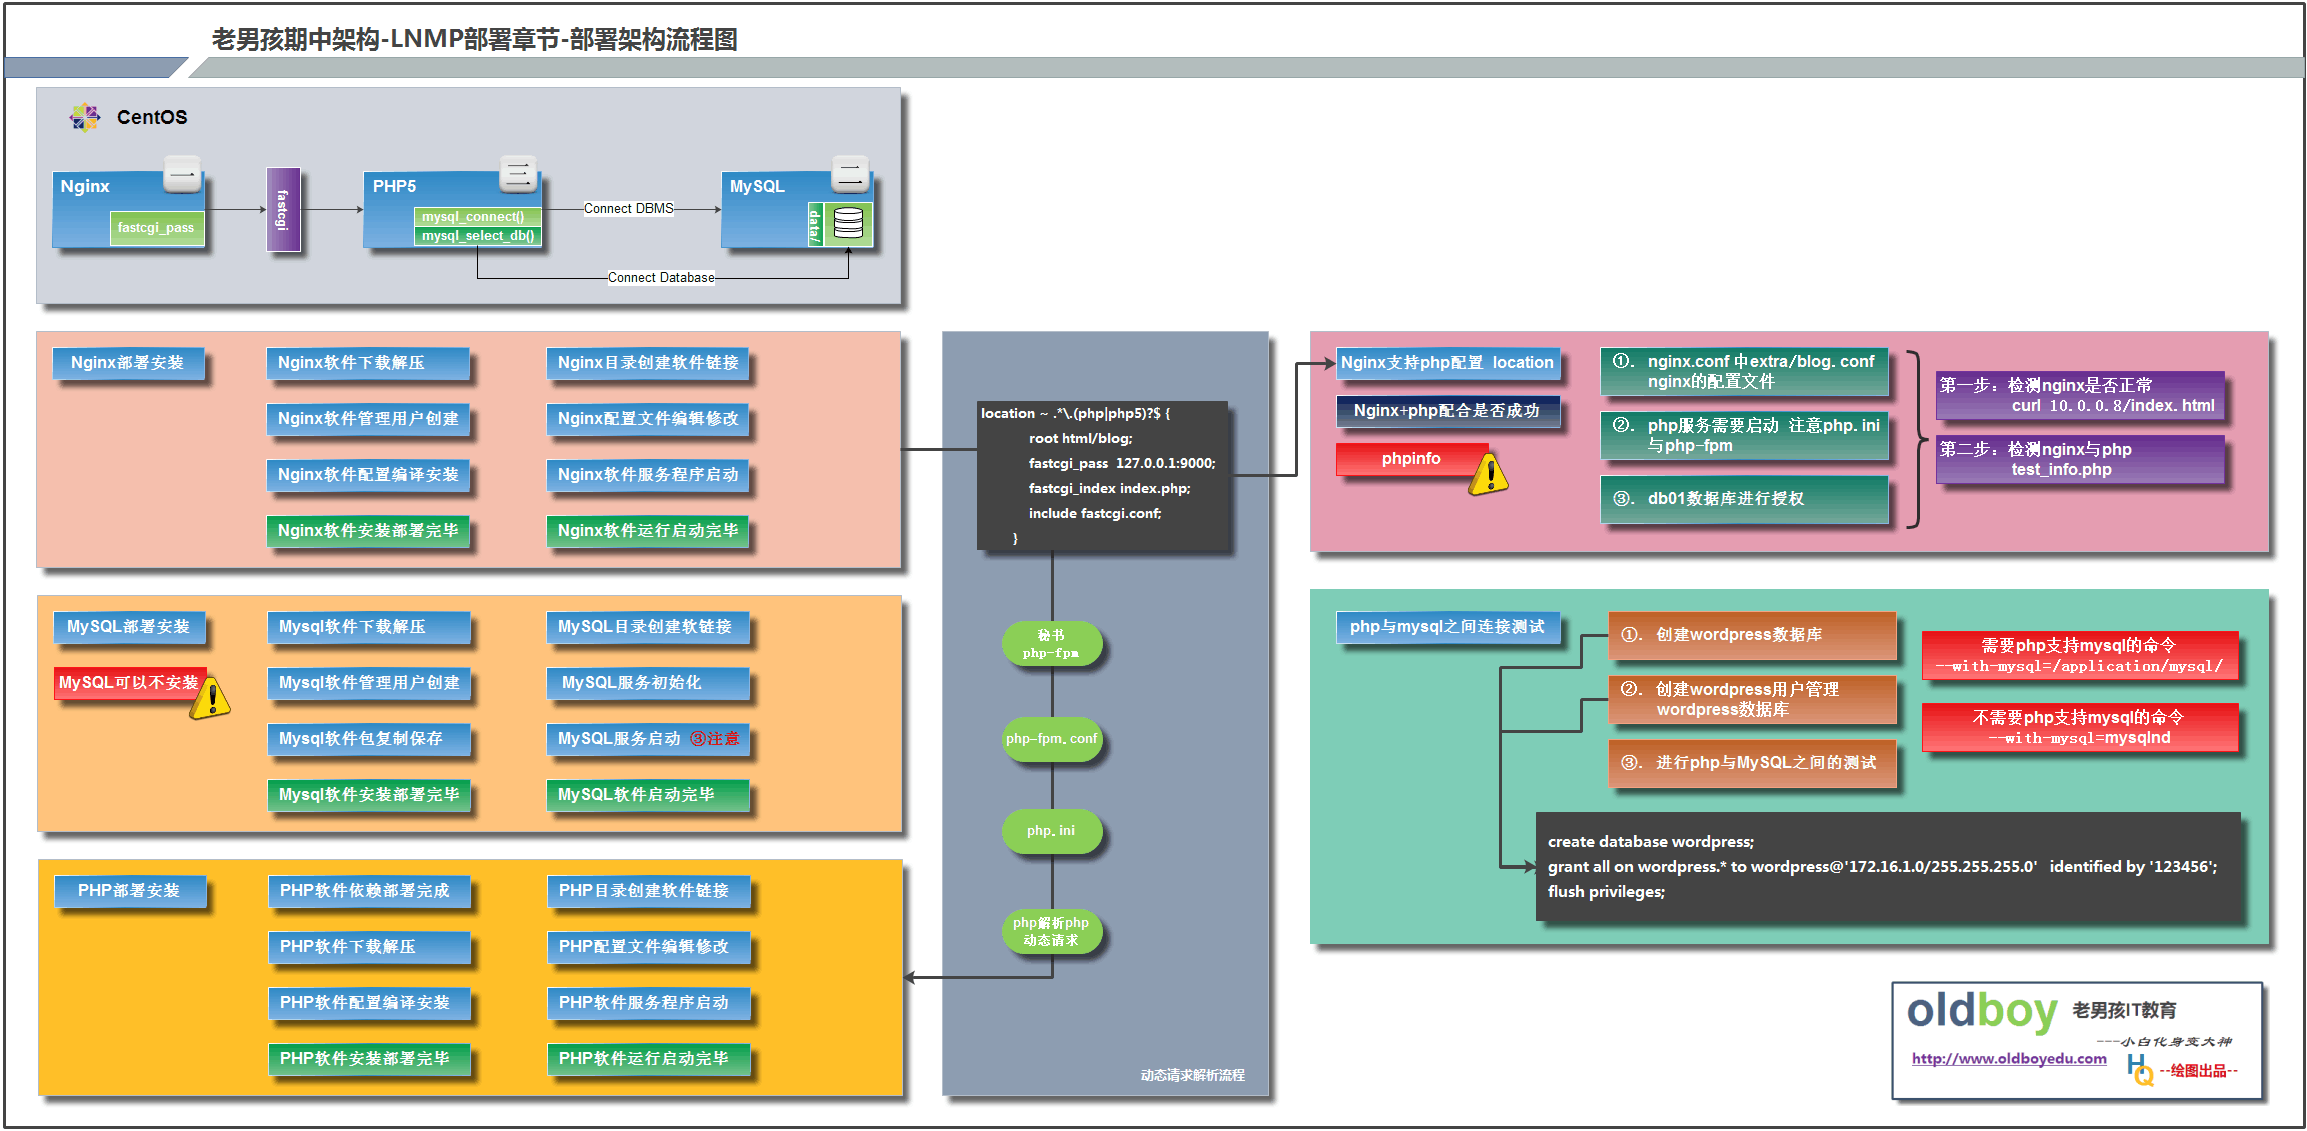 老男孩期中架构-LNMP部署章节-部署架构流程图
CentOS
Nginx
一
fastcgi_pass
fastcgi
PHP5
三
mysql_connect()
mysql_select_db()
Connect DBMS
Connect Database
MySQL
二
data/
Nginx部署安装
Nginx软件下载解压
Nginx目录创建软件链接
Nginx软件管理用户创建
Nginx配置文件编辑修改
Nginx软件配置编译安装
Nginx软件服务程序启动
Nginx软件安装部署完毕
Nginx软件运行启动完毕
MySQL部署安装
Mysql软件下载解压
MySQL目录创建软链接
MySQL可以不安装
Mysql软件管理用户创建
MySQL服务初始化
Mysql软件包复制保存
MySQL服务启动 ③注意
Mysql软件安装部署完毕
MySQL软件启动完毕
PHP部署安装
PHP软件依赖部署完成
PHP目录创建软件链接
PHP软件下载解压
PHP配置文件编辑修改
PHP软件配置编译安装
PHP软件服务程序启动
PHP软件安装部署完毕
PHP软件运行启动完毕
location ~ .*\.(php|php5)?$ {
root html/blog;
fastcgi_pass 127.0.0.1:9000;
fastcgi_index index.php;
include fastcgi.conf;
}
秘书
php-fpm
php-fpm.conf
php.ini
php解析php
动态请求
动态请求解析流程
Nginx支持php配置 location
Nginx+php配合是否成功
phpinfo
①. nginx.conf 中extra/blog.conf
nginx的配置文件
②. php服务需要启动 注意php.ini
与php-fpm
③. db01数据库进行授权
第一步: 检测nginx是否正常
curl 10.0.0.8/index.html
第二步: 检测nginx与php
test_info.php
php与mysql之间连接测试
①. 创建wordpress数据库
②. 创建wordpress用户管理
wordpress数据库
③. 进行php与MySQL之间的测试
需要php支持mysql的命令
--with-mysql=/application/mysql/
不需要php支持mysql的命令
--with-mysql=mysqlnd
create database wordpress;
grant all on wordpress.* to wordpress@'172.16.1.0/255.255.255.0' identified by '123456';
flush privileges;
oldboy 老男孩IT教育
---小白化身变大神
http://www.oldboyedu.com
HQ --绘图出品--